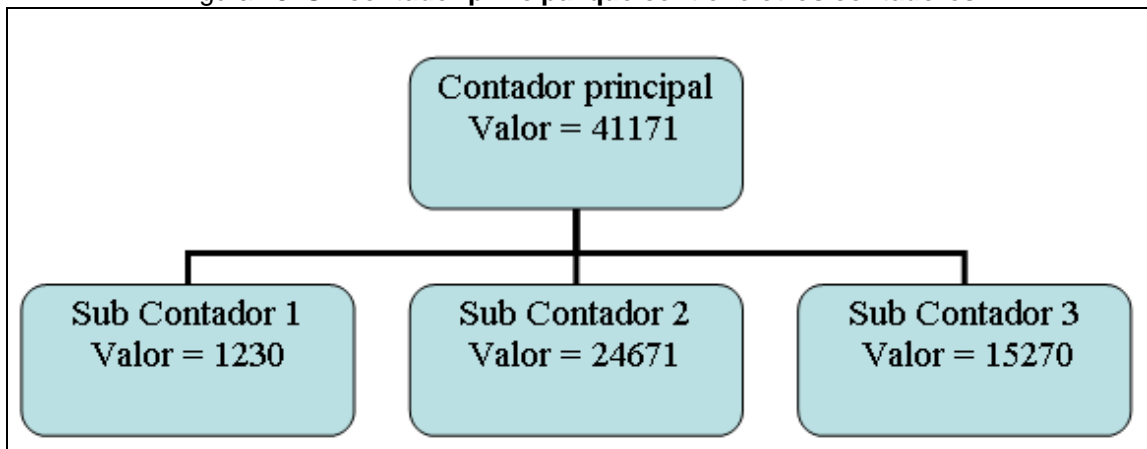 Contador principal
Valor = 41171
Sub Contador 1
Valor = 1230
Sub Contador 2
Valor = 24671
Sub Contador 3
Valor = 15270